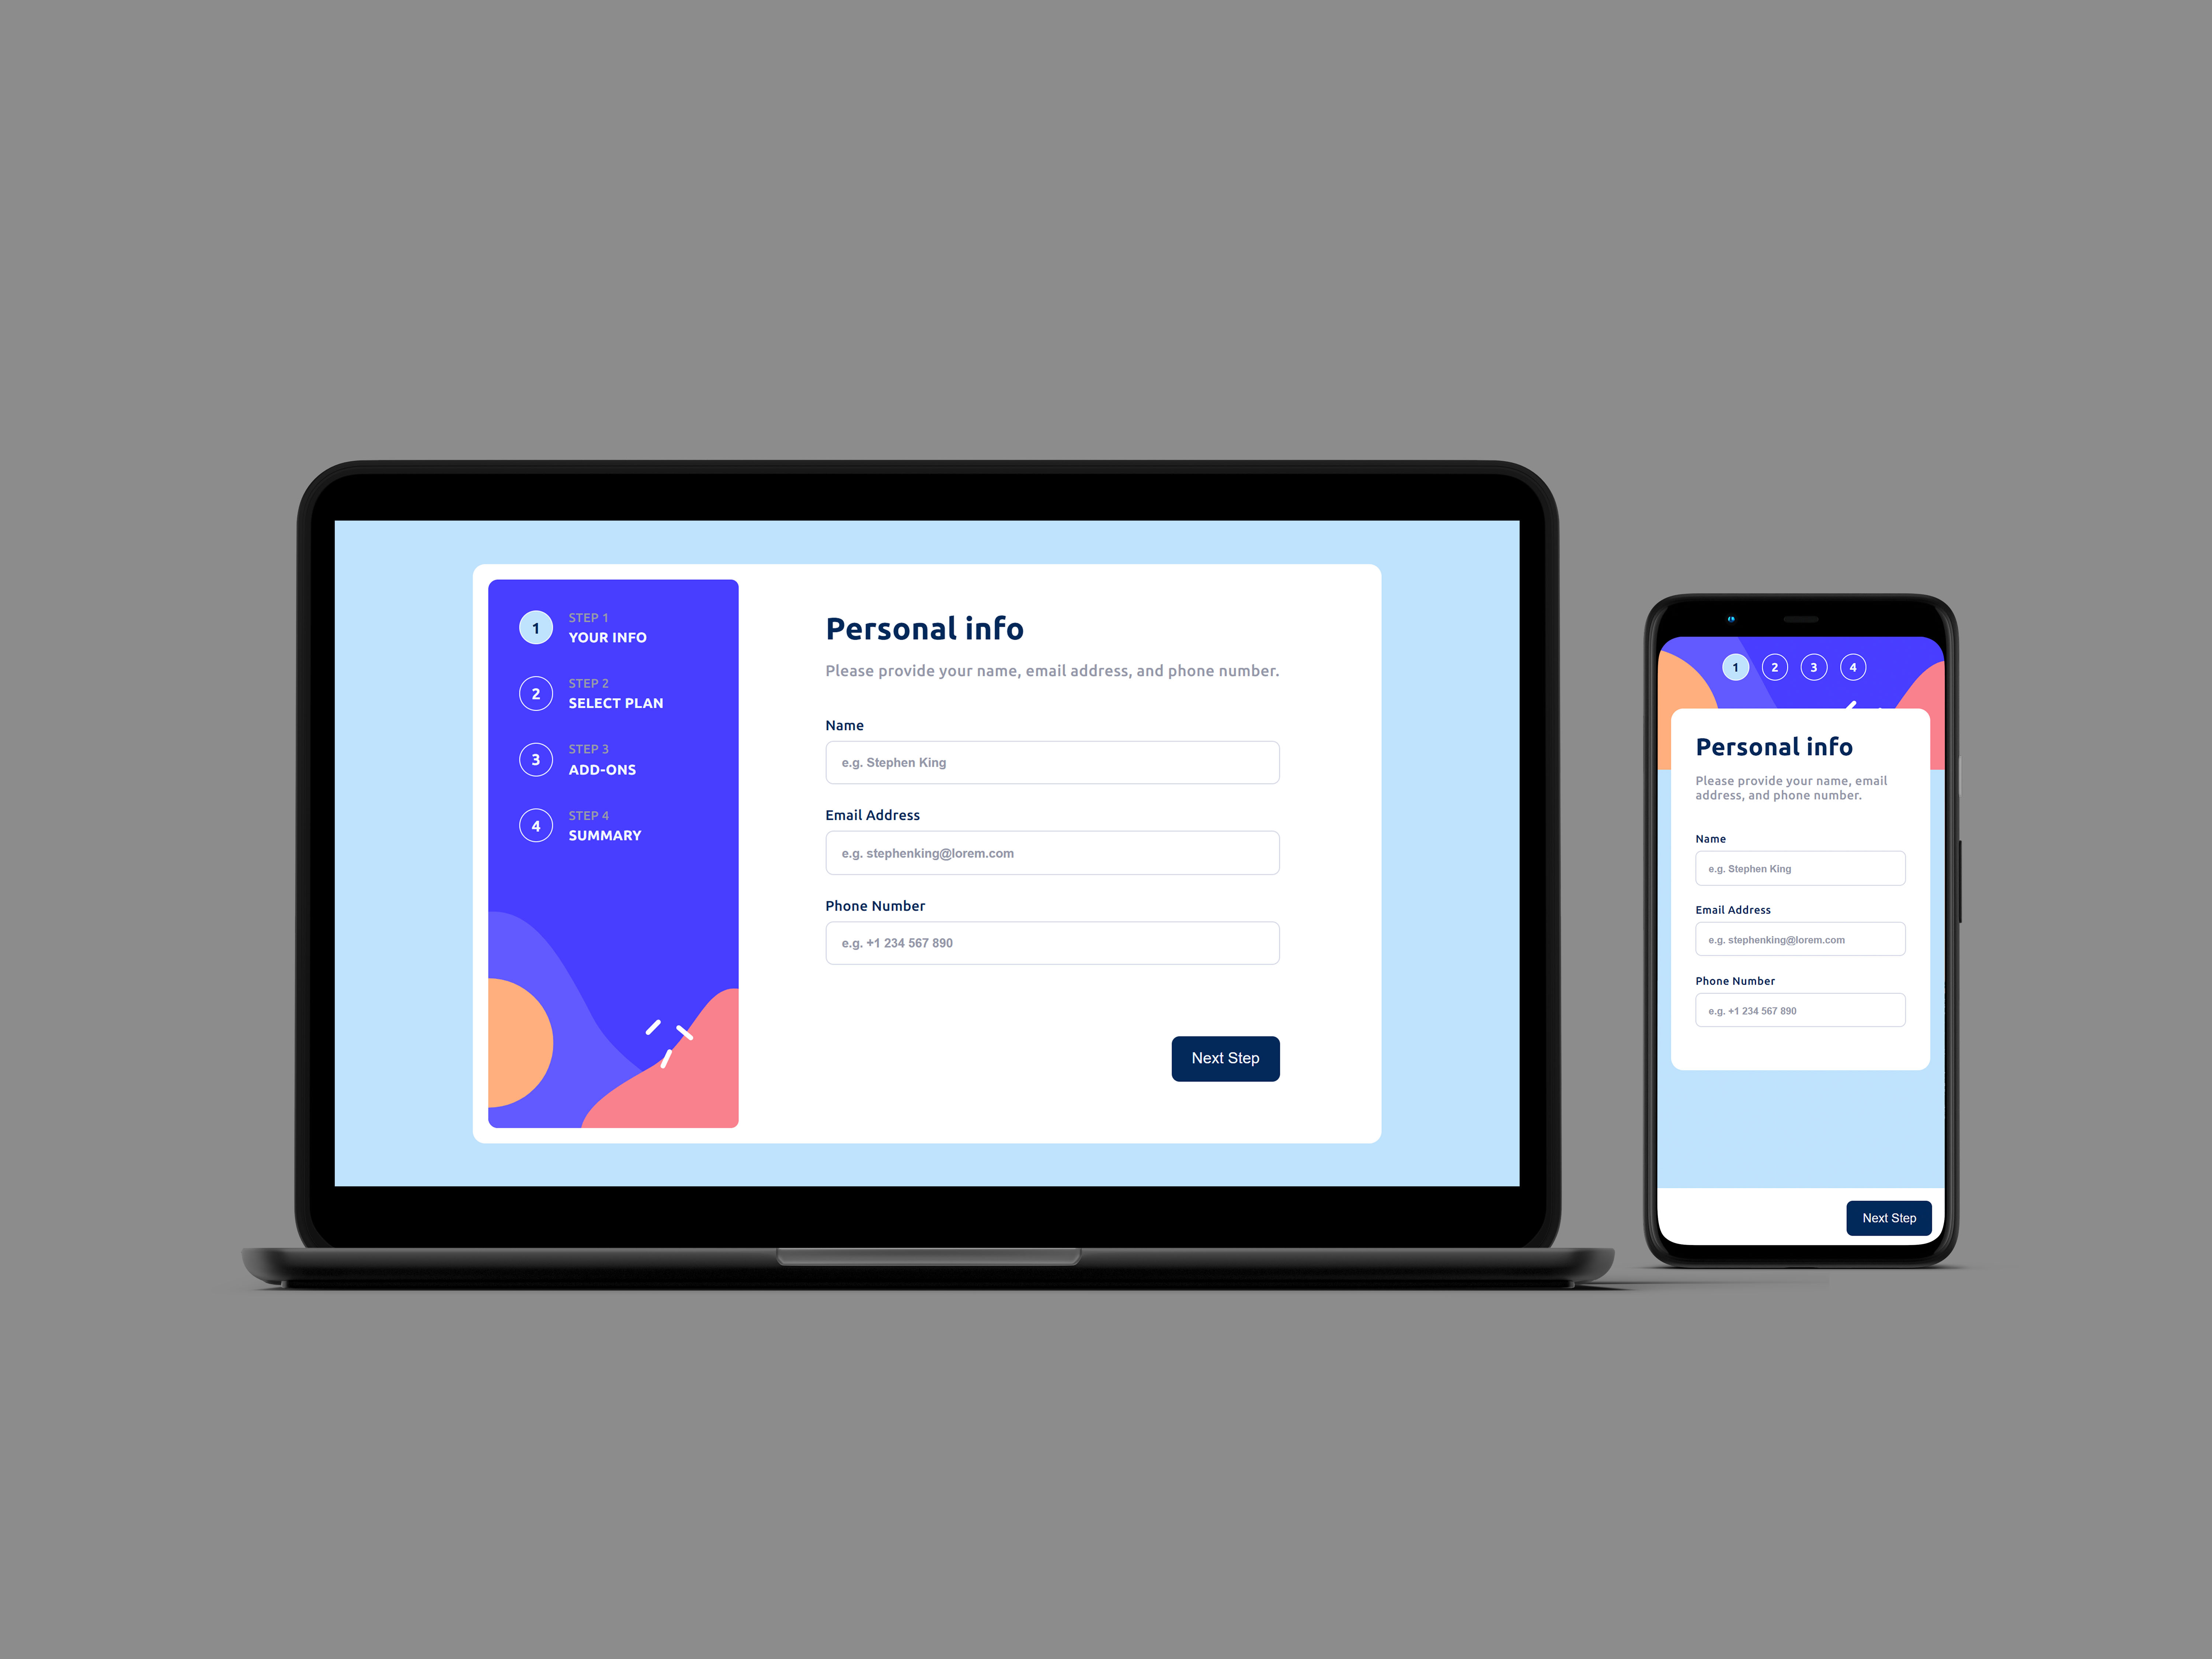 1
STEP 1
YOUR INFO
2
STEP 2
SELECT PLAN
3
STEP 3
ADD-ONS
4
STEP 4
SUMMARY
Personal info
Please provide your name, email address, and phone number.
Name
e.g. Stephen King
Email Address
e.g. stephenking@lorem.com
Phone Number
e.g. +1 234 567 890
Next Step
1 2 3 4
Personal info
Please provide your name, email
address, and phone number.
Name
e.g. Stephen King
Email Address
e.g. stephenking@lorem.com
Phone Number
e.g. +1 234 567 890
Next Step